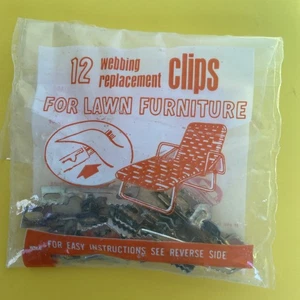 12 webbing replacement clips
FOR LAWN FURNITURE
FOR EASY INSTRUCTIONS SEE REVERSE SIDE